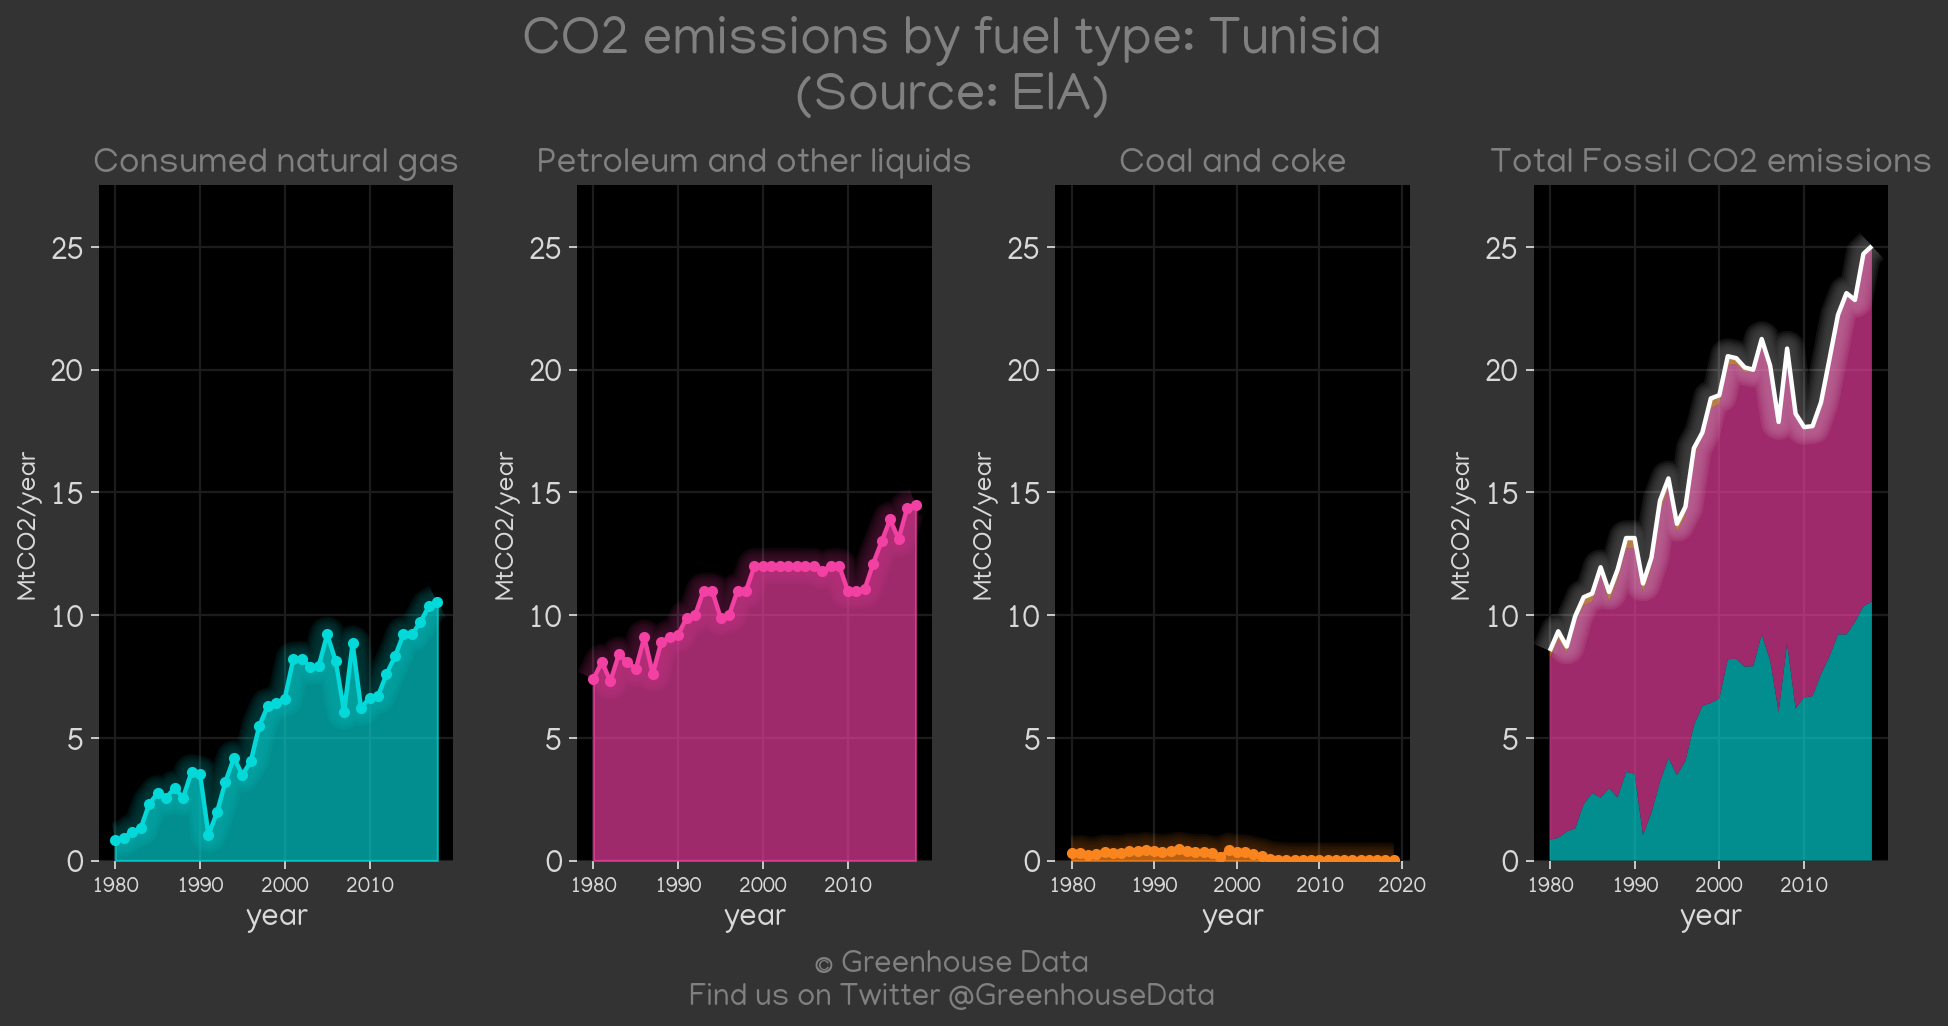 CO2 emissions by fuel type: Tunisia
(Source: EIA)
Consumed natural gas
Petroleum and other liquids
Coal and coke
Total Fossil CO2 emissions
MtCO2/year
25
20
15
10
5
0
1980 1990 2000 2010
year
MtCO2/year
25
20
15
10
5
0
1980 1990 2000 2010
year
MtCO2/year
25
20
15
10
5
0
1980 1990 2000 2010 2020
year
MtCO2/year
25
20
15
10
5
0
1980 1990 2000 2010
year
© Greenhouse Data
Find us on Twitter @GreenhouseData